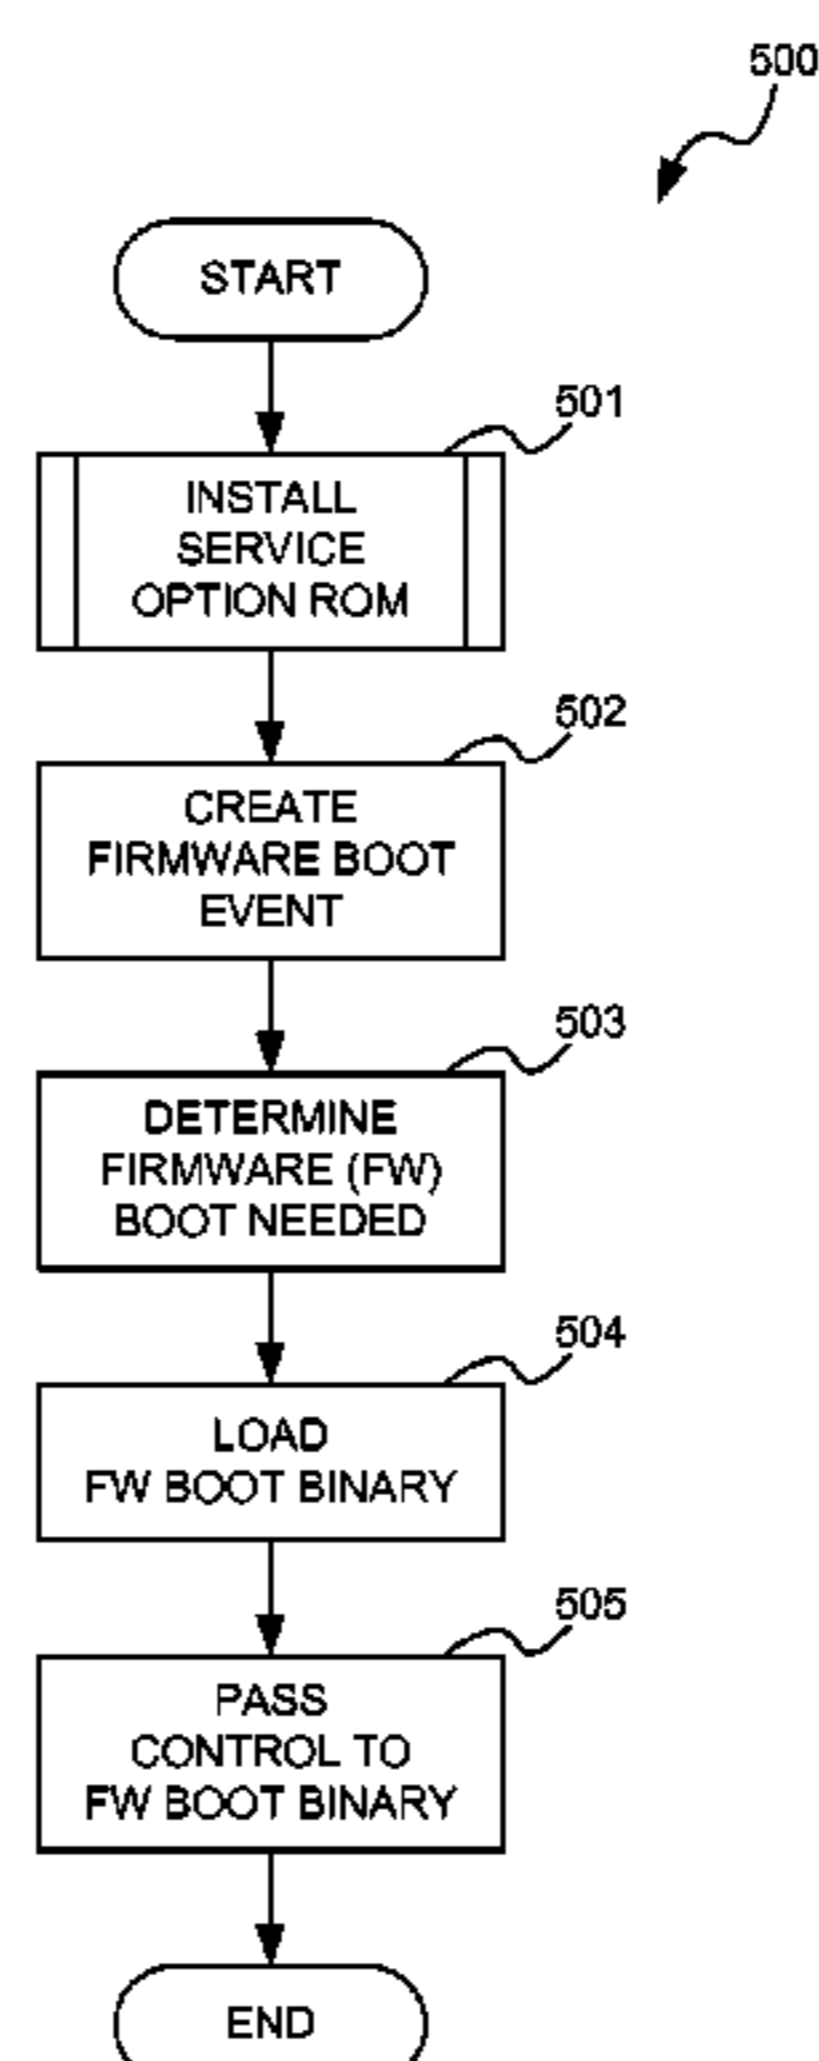 500
START
501
INSTALL
SERVICE
OPTION ROM
502
CREATE
FIRMWARE BOOT
EVENT
503
DETERMINE
FIRMWARE (FW)
BOOT NEEDED
504
LOAD
FW BOOT BINARY
505
PASS
CONTROL TO
FW BOOT BINARY
END